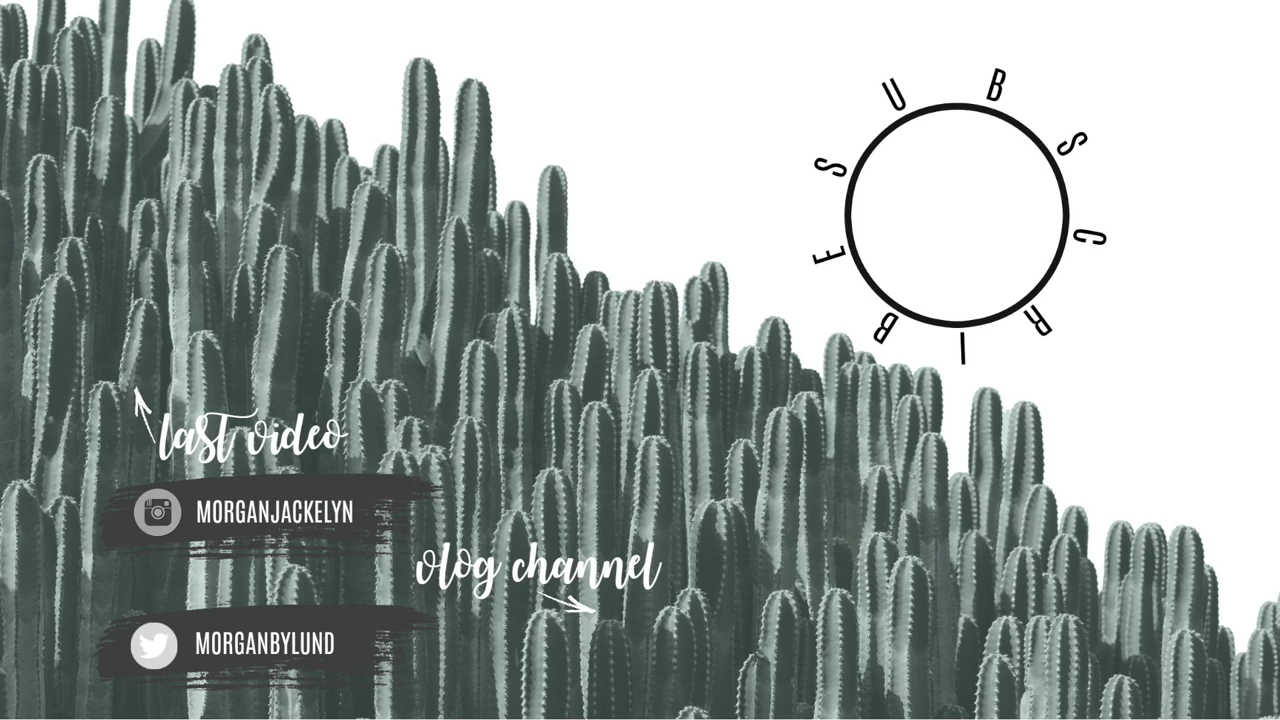 SUBSCRIBE
last video
MORGANJACKELYN
vlog channel
MORGANBYLUND